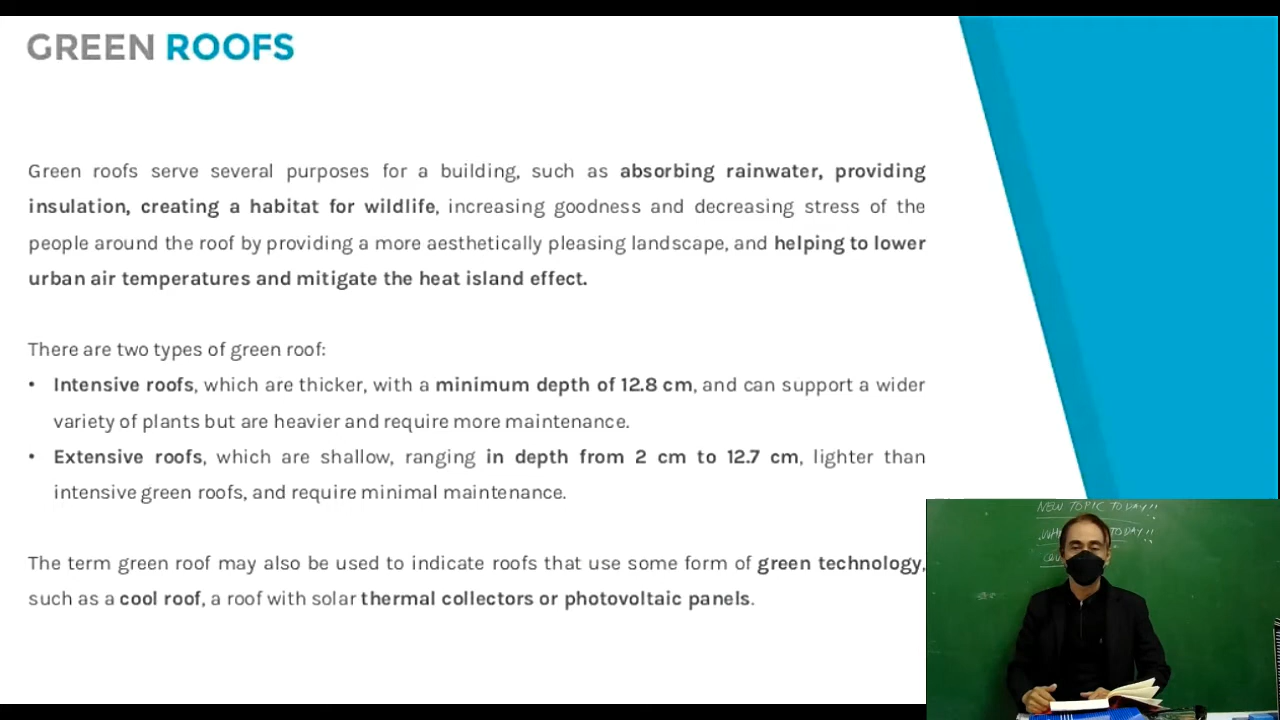 GREEN ROOFS
Green roofs serve several purposes for a building, such as absorbing rainwater, providing
insulation, creating a habitat for wildlife, increasing goodness and decreasing stress of the
people around the roof by providing a more aesthetically pleasing landscape, and helping to lower
urban air temperatures and mitigate the heat island effect.
There are two types of green roof:
• Intensive roofs, which are thicker, with a minimum depth of 12.8 cm, and can support a wider
variety of plants but are heavier and require more maintenance.
• Extensive roofs, which are shallow, ranging in depth from 2 cm to 12.7 cm, lighter than
intensive green roofs, and require minimal maintenance.
The term green roof may also be used to indicate roofs that use some form of green technology,
such as a cool roof, a roof with solar thermal collectors or photovoltaic panels.
NEW TOPIC TODAY!!
TODAY!!